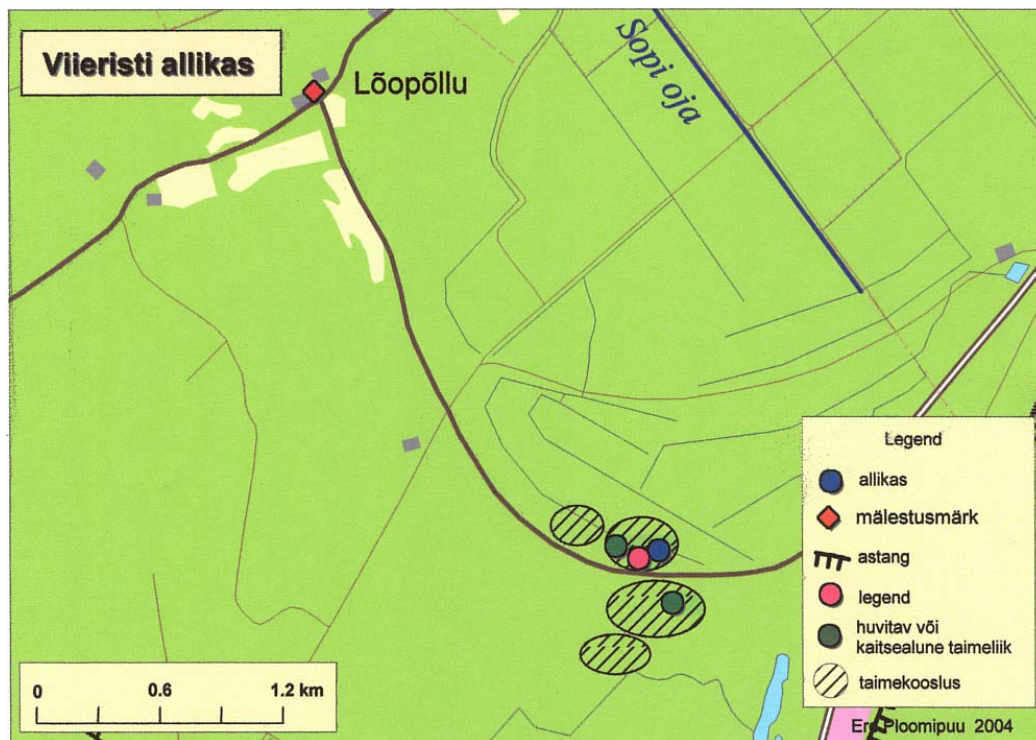 Viieristi allikas
Lõopõllu
Sopi oja
Legend
allikas
mälestusmärk
astang
legend
huvitav või
kaitsealune taimeliik
taimekooslus
0 0.6 1.2 km
Ero Ploomipuu 2004